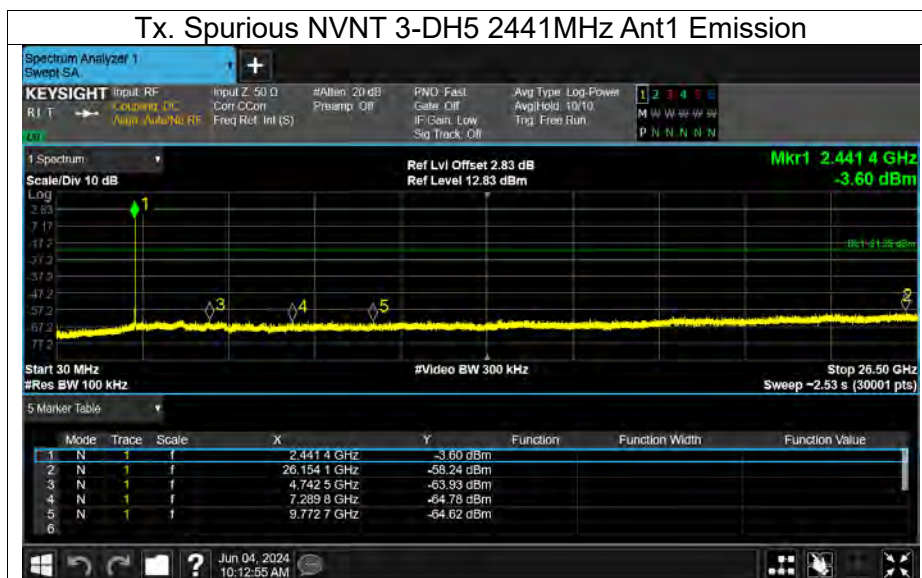 Tx. Spurious NVNT 3-DH5 2441MHz Ant1 Emission
Spectrum Analyzer 1
Swept SA
+
KEYSIGHT Input: RF Input Z: 50 Ω #Atten: 20 dB PNO: Fast Avg Type: Log-Power 1 2 3 4 5 6
R L T Coupling: DC Corr CCorr Preamp: Off Gate: Off Avg|Hold: 10/10 M W W W W W
Align: Auto/No RF Freq Ref: Int (S) IF Gain: Low Trig: Free Run
Sig Track: Off P N N N N N
1 Spectrum Ref Lvl Offset 2.83 dB Mkr1 2.441 4 GHz
Scale/Div 10 dB Ref Level 12.83 dBm -3.60 dBm
Log
2.83
1
-7.17
-17.2
-27.2
-37.2
-47.2
2
-57.2
3 4 5
-67.2
-77.2
Start 30 MHz #Video BW 300 kHz Stop 26.50 GHz
#Res BW 100 kHz Sweep ~2.53 s (30001 pts)
5 Marker Table
Mode Trace Scale X Y Function Function Width Function Value
1 N 1 f 2.441 4 GHz -3.60 dBm
2 N 1 f 26.154 1 GHz -58.24 dBm
3 N 1 f 4.742 5 GHz -63.93 dBm
4 N 1 f 7.289 8 GHz -64.78 dBm
5 N 1 f 9.772 7 GHz -64.62 dBm
6
? Jun 04, 2024
10:12:55 AM